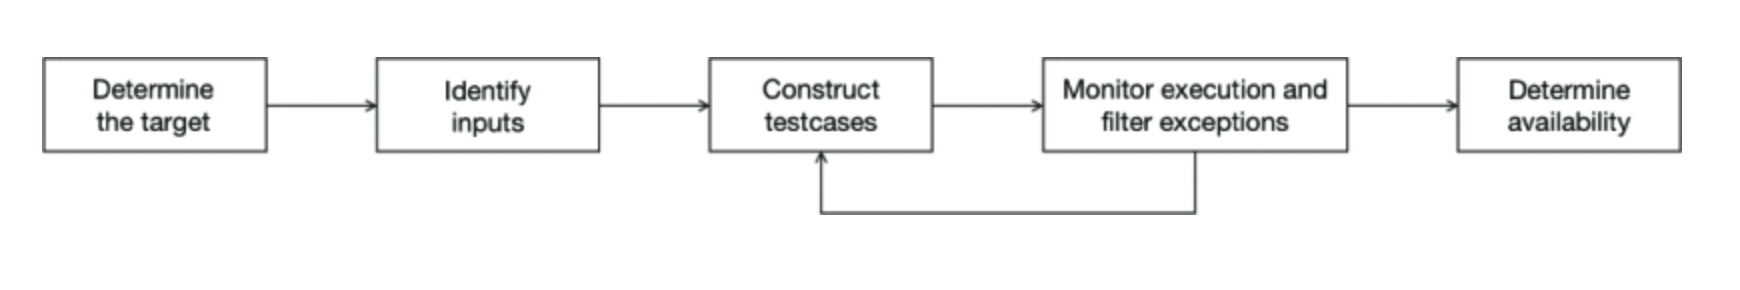 Determine
the target
Identify
inputs
Construct
testcases
Monitor execution and
filter exceptions
Determine
availability